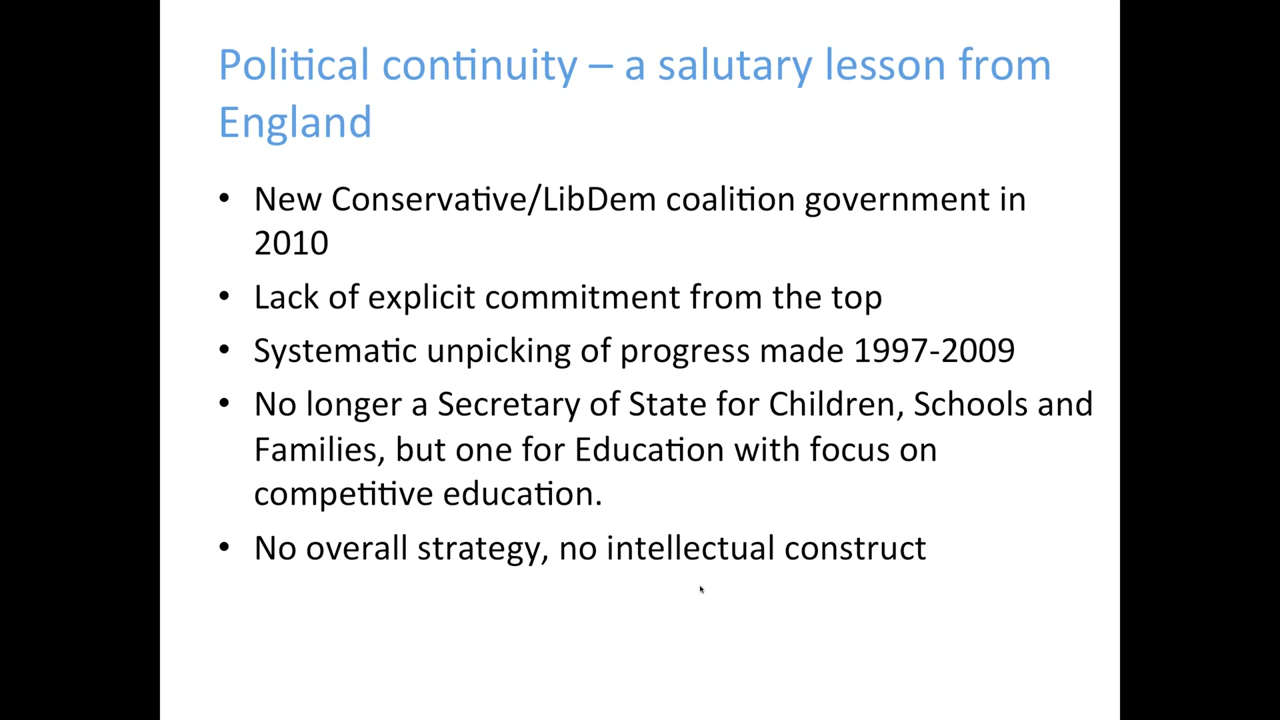 Political continuity – a salutary lesson from
England
• New Conservative/LibDem coalition government in
2010
• Lack of explicit commitment from the top
• Systematic unpicking of progress made 1997-2009
• No longer a Secretary of State for Children, Schools and
Families, but one for Education with focus on
competitive education.
• No overall strategy, no intellectual construct